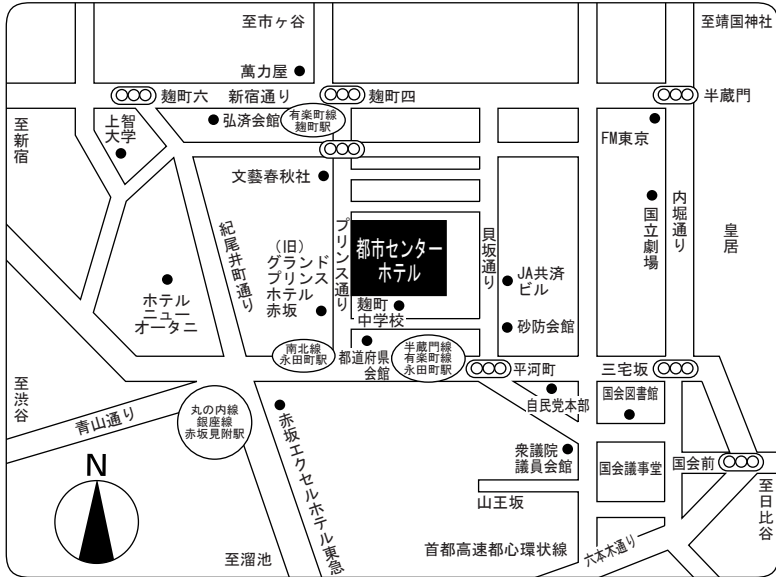 至市ヶ谷
至靖国神社
萬力屋
麹町六
新宿通り
麹町四
半蔵門
至新宿
上智
大学
弘済会館
有楽町線
麹町駅
FM東京
文藝春秋社
紀尾井町通り
(旧)
グランド
プリンス
ホテル
赤坂
プリンス通り
都市センター
ホテル
貝坂通り
国立劇場
内堀通り
皇居
JA共済
ビル
ホテル
ニュー
オータニ
麹町
中学校
砂防会館
南北線
永田町駅
都道府県
会館
半蔵門線
有楽町線
永田町駅
平河町
三宅坂
至渋谷
青山通り
丸の内線
銀座線
赤坂見附駅
赤坂エクセルホテル東急
自民党本部
国会図書館
衆議院
議員会館
国会議事堂
国会前
至日比谷
N
山王坂
至溜池
首都高速都心環状線
六本木通り